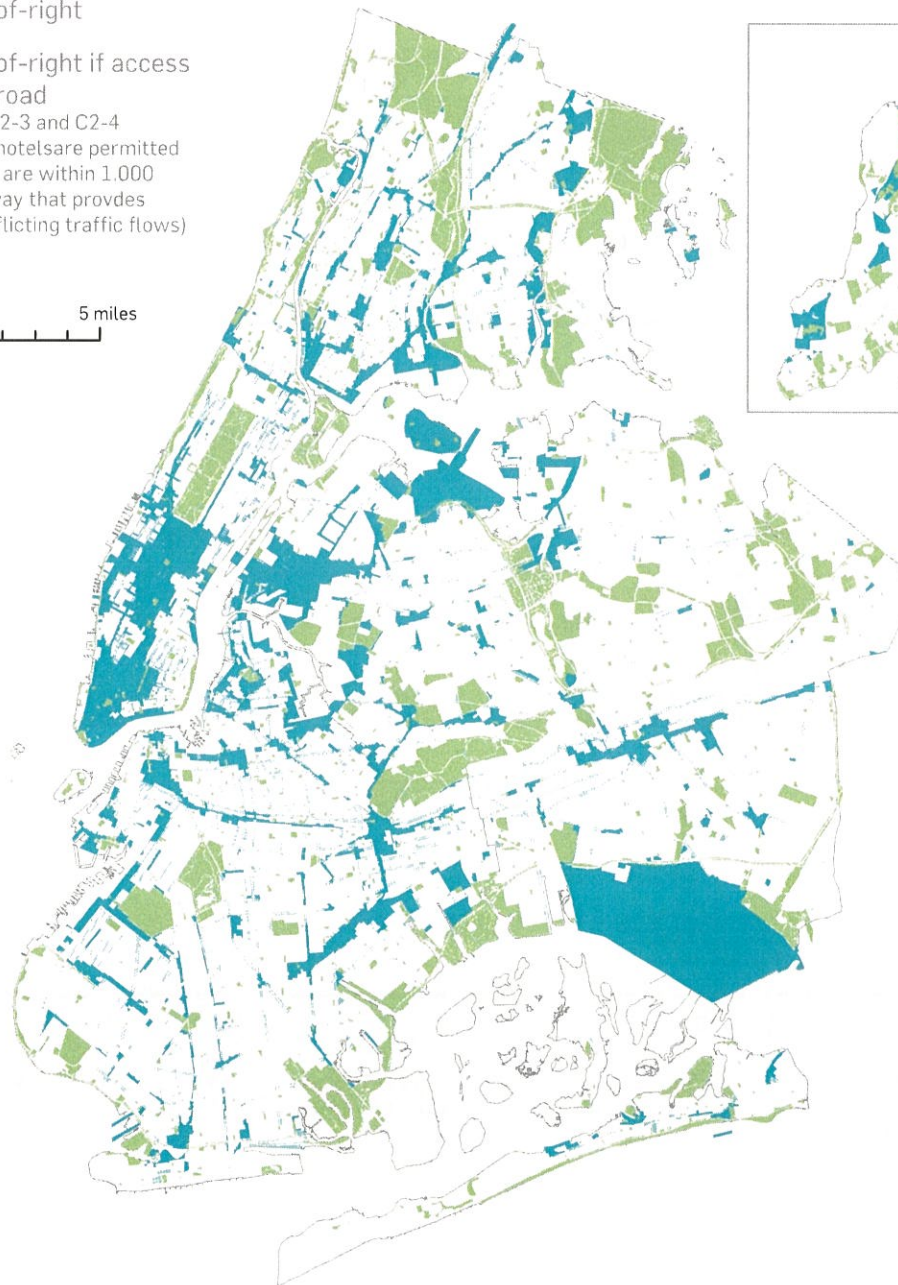 of-right
of-right if access
road
2-3 and C2-4
hotelsare permitted
are within 1,000
way that provdes
flicting traffic flows)
5 miles